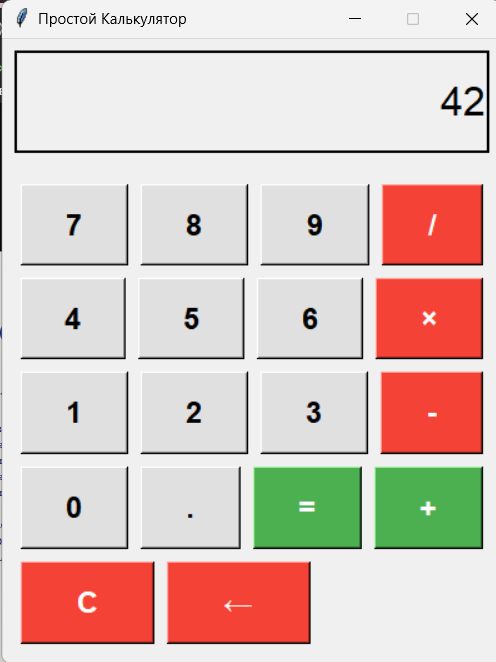 Простой Калькулятор
42
7 8 9 /
4 5 6 ×
1 2 3 -
0 . = +
C ←